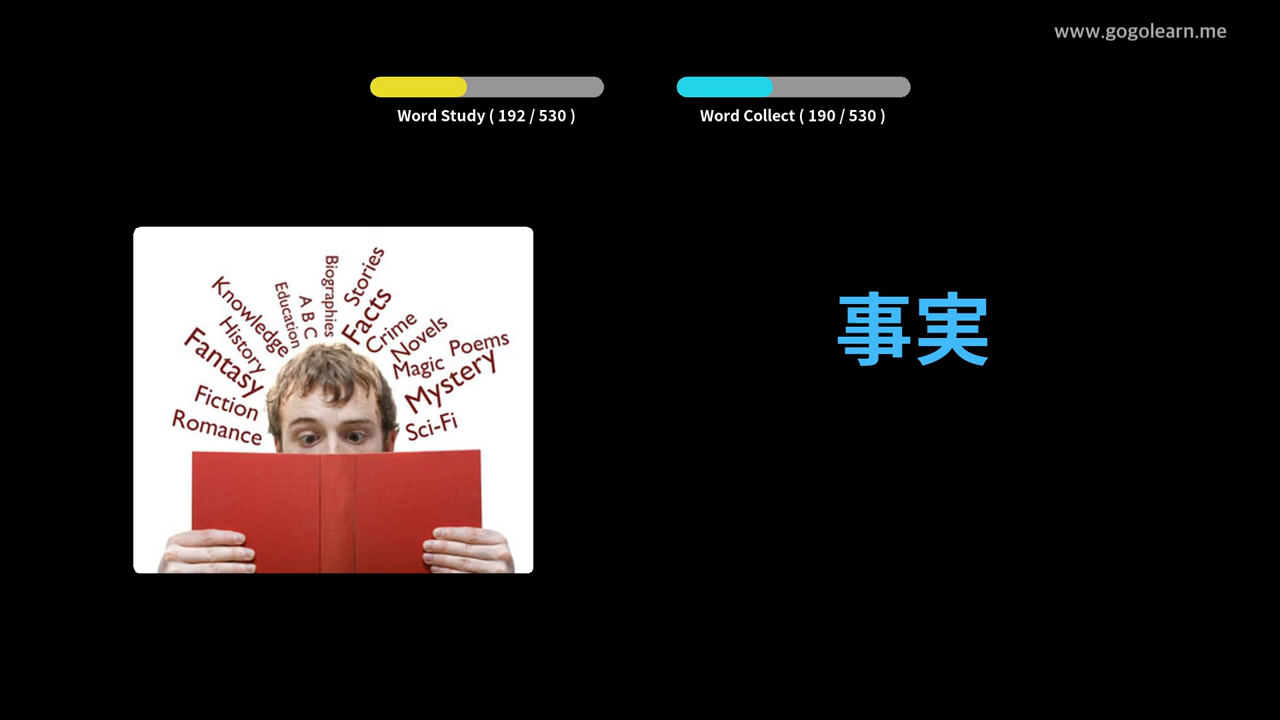 www.gogolearn.me
Word Study ( 192 / 530 )
Word Collect ( 190 / 530 )
Knowledge
Education
A B C
Biographies
Stories
Facts
History
Crime
Novels
Fantasy
Magic
Poems
Mystery
Fiction
Romance
Sci-Fi
事実